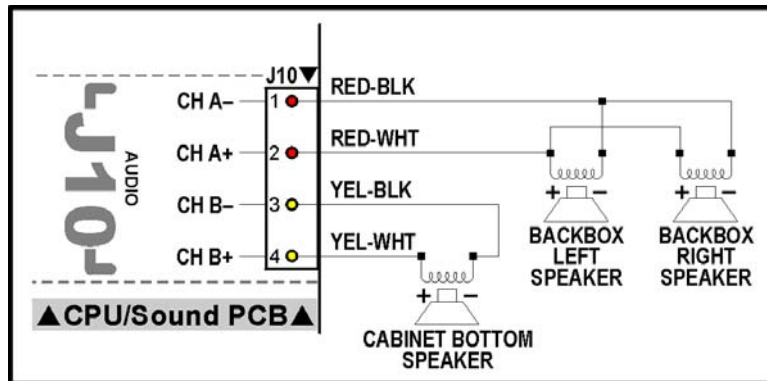 J10▼
CH A– 1 RED-BLK
CH A+ 2 RED-WHT
CH B– 3 YEL-BLK
CH B+ 4 YEL-WHT
J10
AUDIO
+ –
BACKBOX
LEFT
SPEAKER
+ –
BACKBOX
RIGHT
SPEAKER
+ –
CABINET BOTTOM
SPEAKER
▲CPU/Sound PCB▲